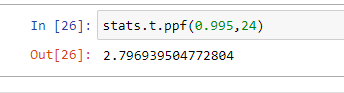 In [26]: stats.t.ppf(0.995,24)
Out[26]: 2.796939504772804